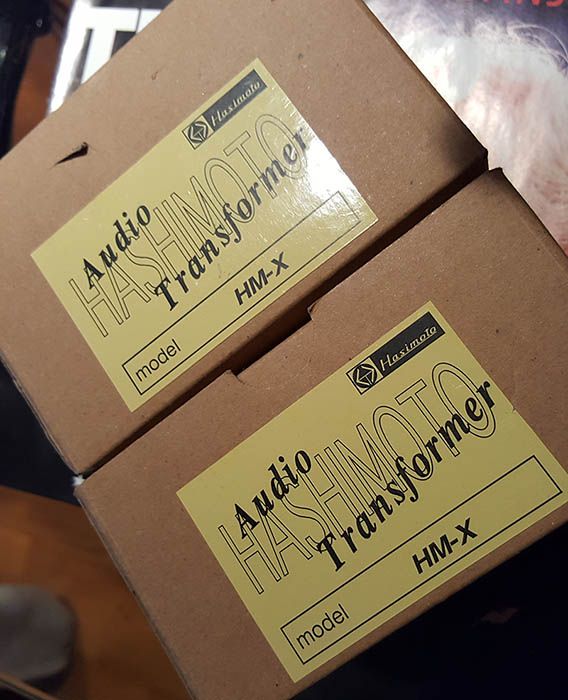 Hasimoto
HASHIMOTO
Audio
Transformer
model HM-X
Hasimoto
HASHIMOTO
Audio
Transformer
model HM-X